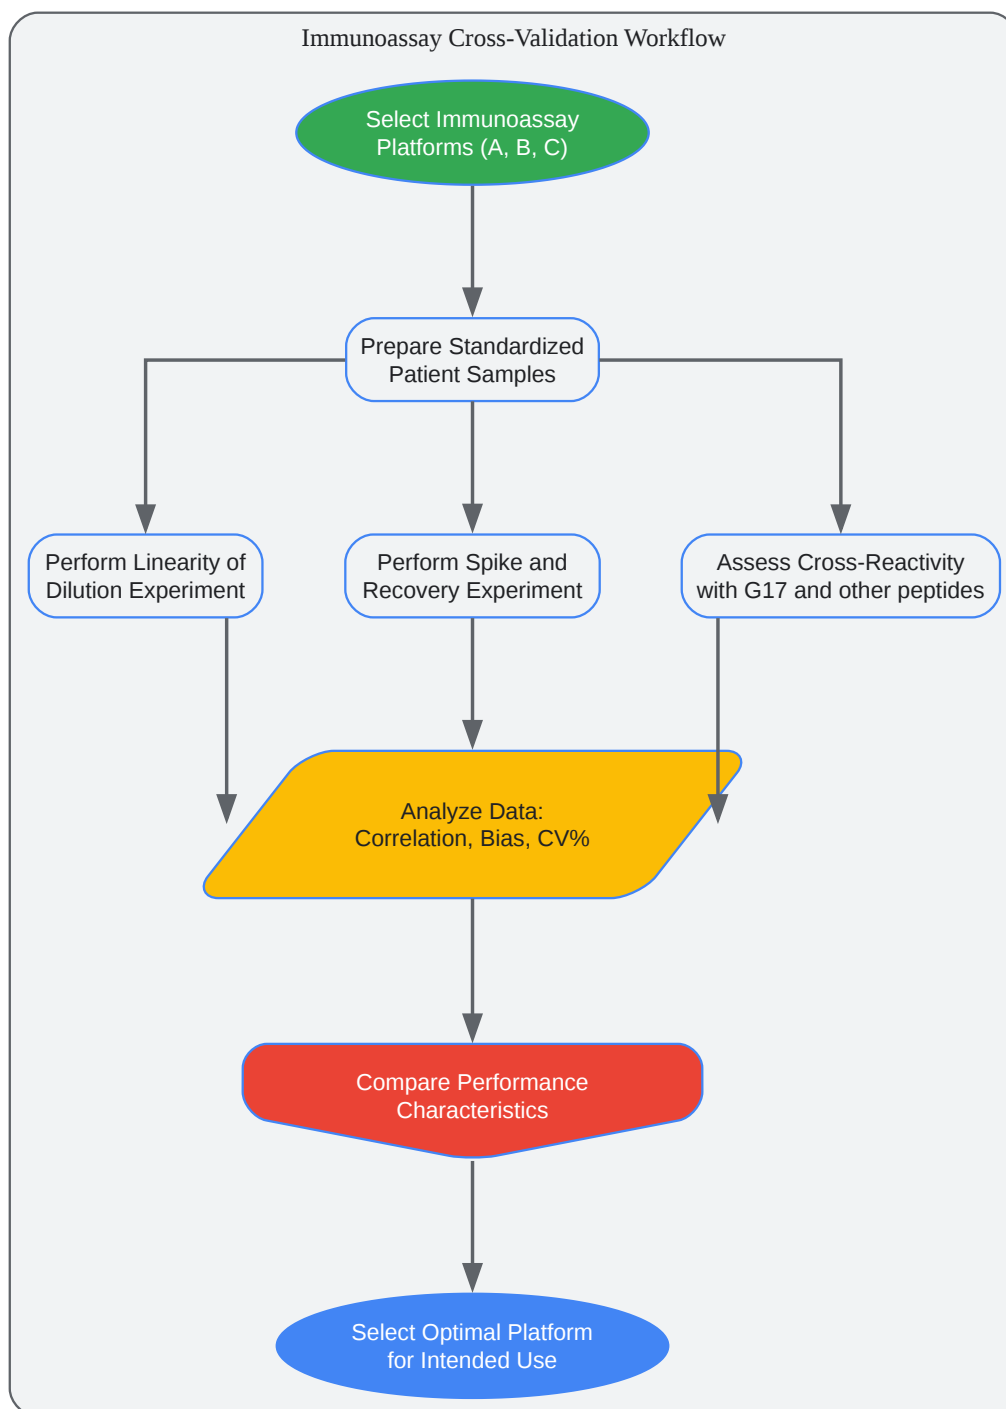 Immunoassay Cross-Validation Workflow
Select Immunoassay
Platforms (A, B, C)
Prepare Standardized
Patient Samples
Perform Linearity of
Dilution Experiment
Perform Spike and
Recovery Experiment
Assess Cross-Reactivity
with G17 and other peptides
Analyze Data:
Correlation, Bias, CV%
Compare Performance
Characteristics
Select Optimal Platform
for Intended Use